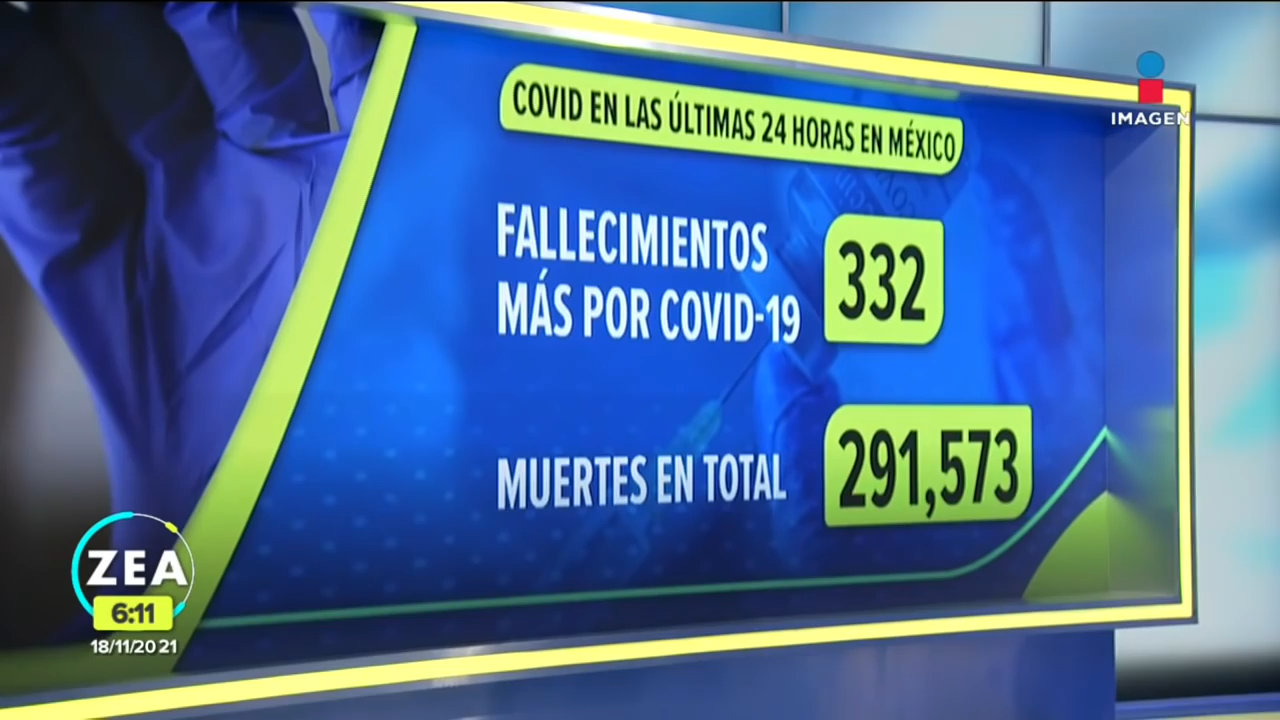 IMAGEN
COVID EN LAS ÚLTIMAS 24 HORAS EN MÉXICO
FALLECIMIENTOS
MÁS POR COVID-19
332
MUERTES EN TOTAL
291,573
ZEA
6:11
18/11/2021